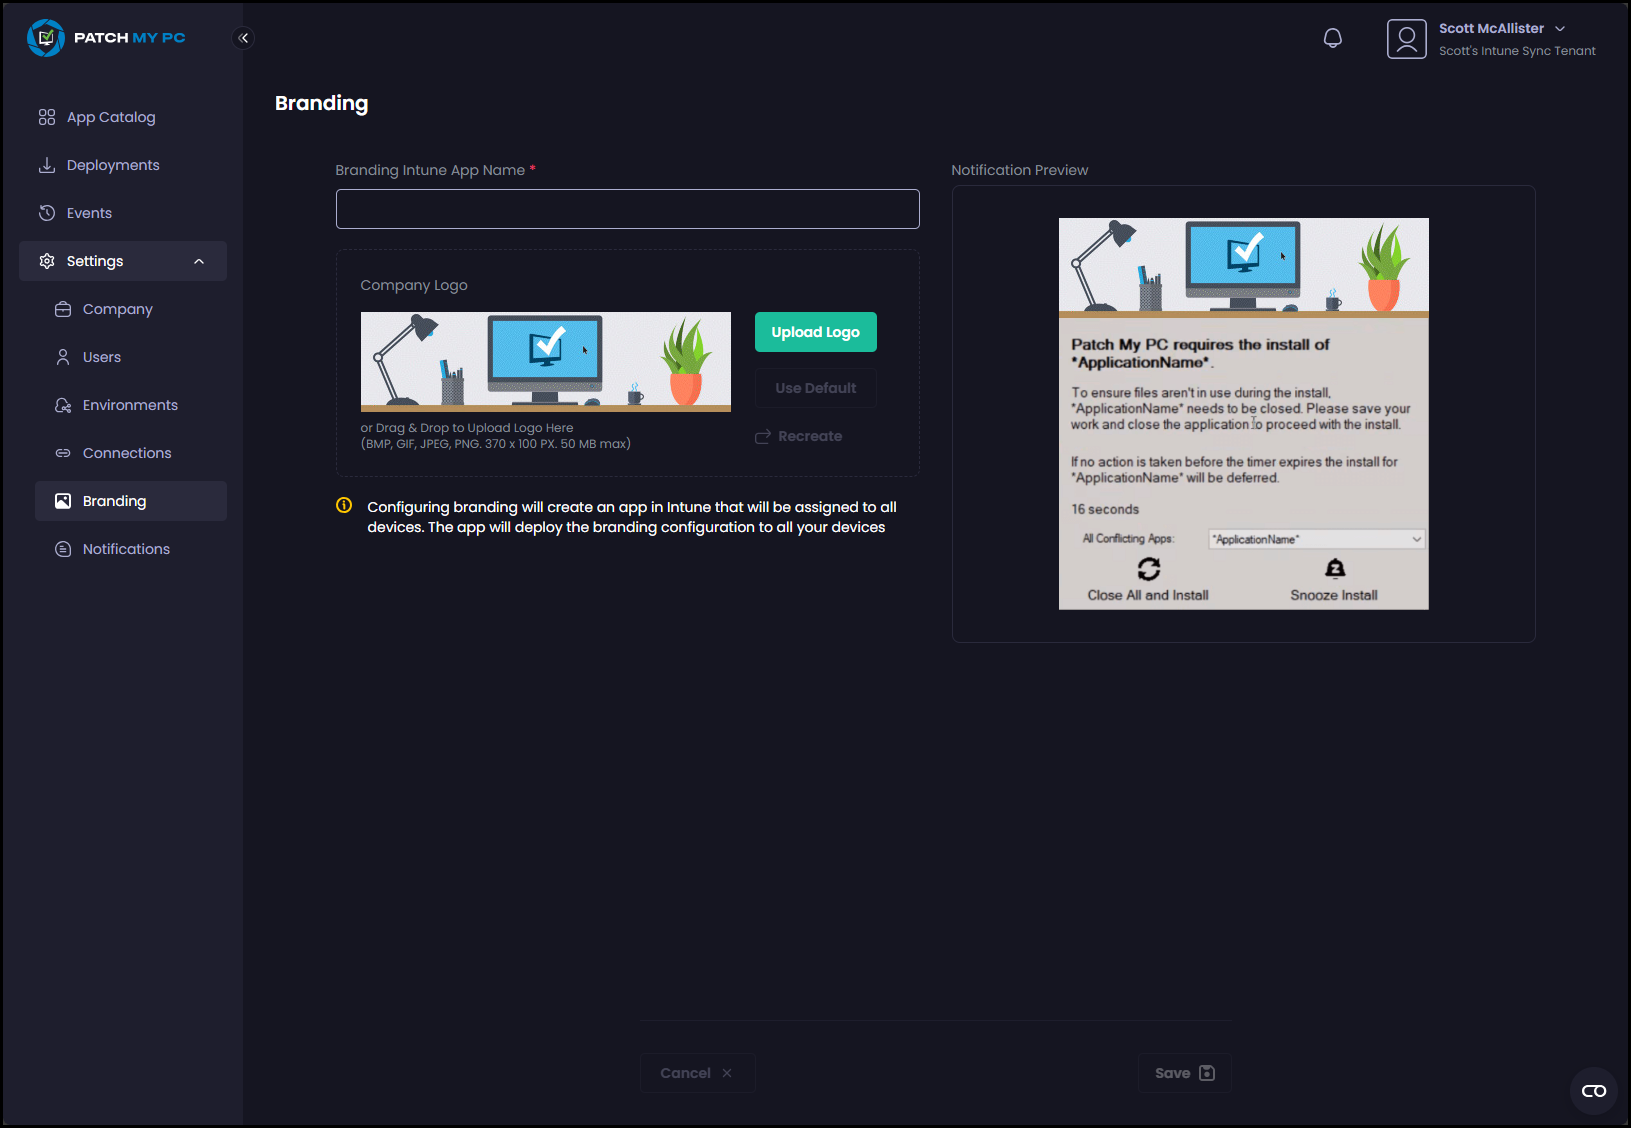 PATCH MY PC
Scott McAllister
Scott's Intune Sync Tenant
App Catalog
Deployments
Events
Settings
Company
Users
Environments
Connections
Branding
Notifications
Branding
Branding Intune App Name *
Company Logo
Upload Logo
Use Default
Recreate
or Drag & Drop to Upload Logo Here
(BMP, GIF, JPEG, PNG. 370 x 100 PX. 50 MB max)
Configuring branding will create an app in Intune that will be assigned to all
devices. The app will deploy the branding configuration to all your devices
Notification Preview
Patch My PC requires the install of
*ApplicationName*.
To ensure files aren't in use during the install,
*ApplicationName* needs to be closed. Please save your
work and close the application to proceed with the install.
If no action is taken before the timer expires the install for
*ApplicationName* will be deferred.
16 seconds
All Conflicting Apps:
*ApplicationName*
Close All and Install
Snooze Install
Cancel
Save